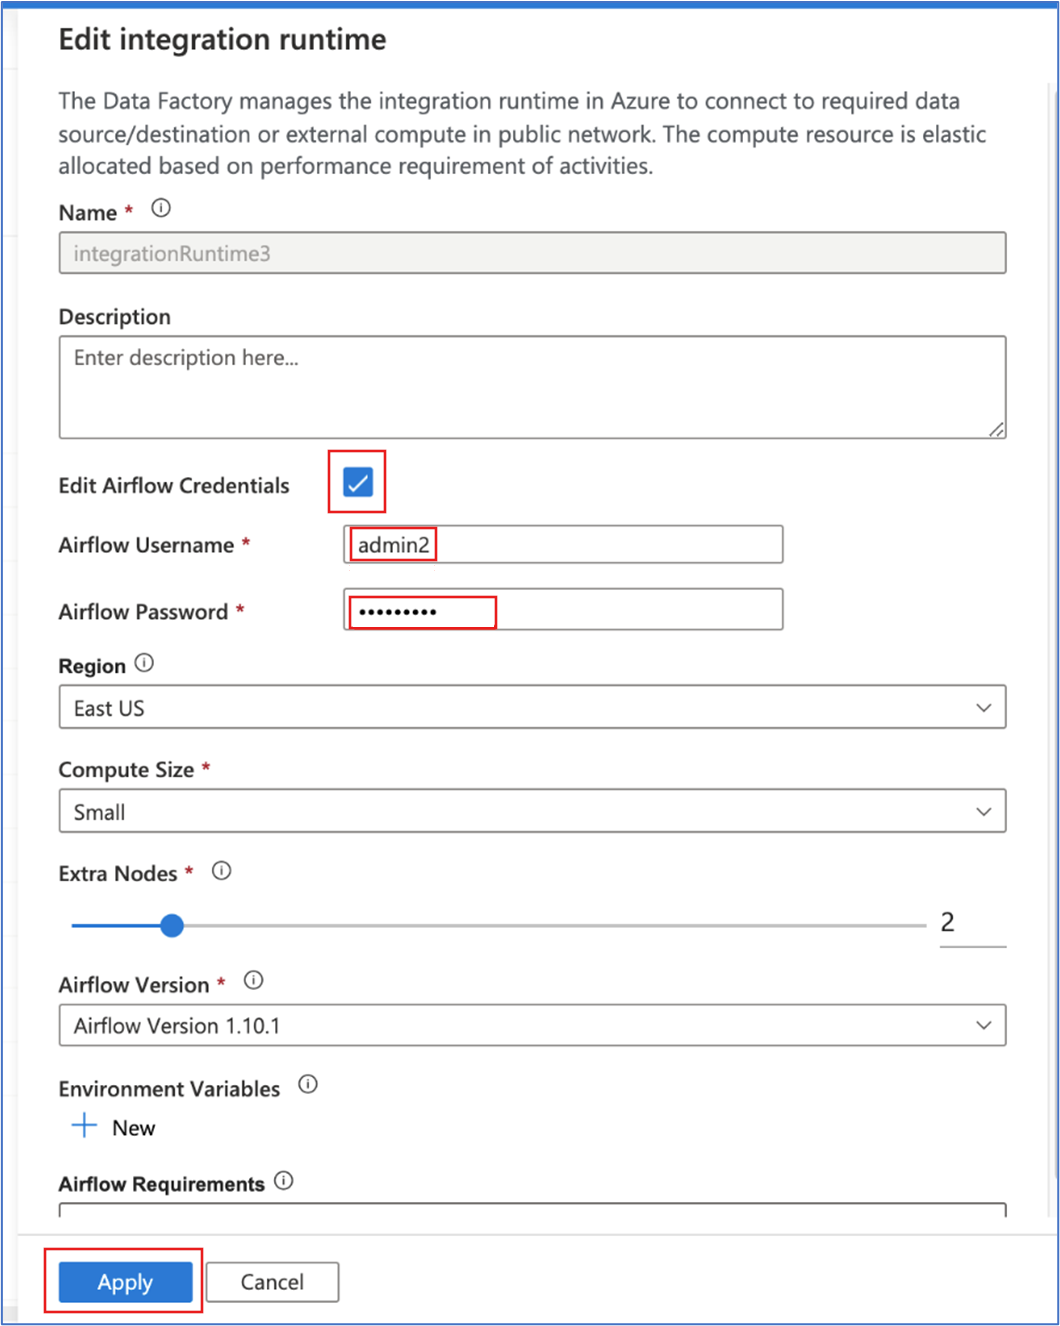 Edit integration runtime
The Data Factory manages the integration runtime in Azure to connect to required data
source/destination or external compute in public network. The compute resource is elastic
allocated based on performance requirement of activities.
Name *
integrationRuntime3
Description
Enter description here...
Edit Airflow Credentials
Airflow Username *
admin2
Airflow Password *
•••••••••
Region
East US
Compute Size *
Small
Extra Nodes *
2
Airflow Version *
Airflow Version 1.10.1
Environment Variables
New
Airflow Requirements
Apply
Cancel